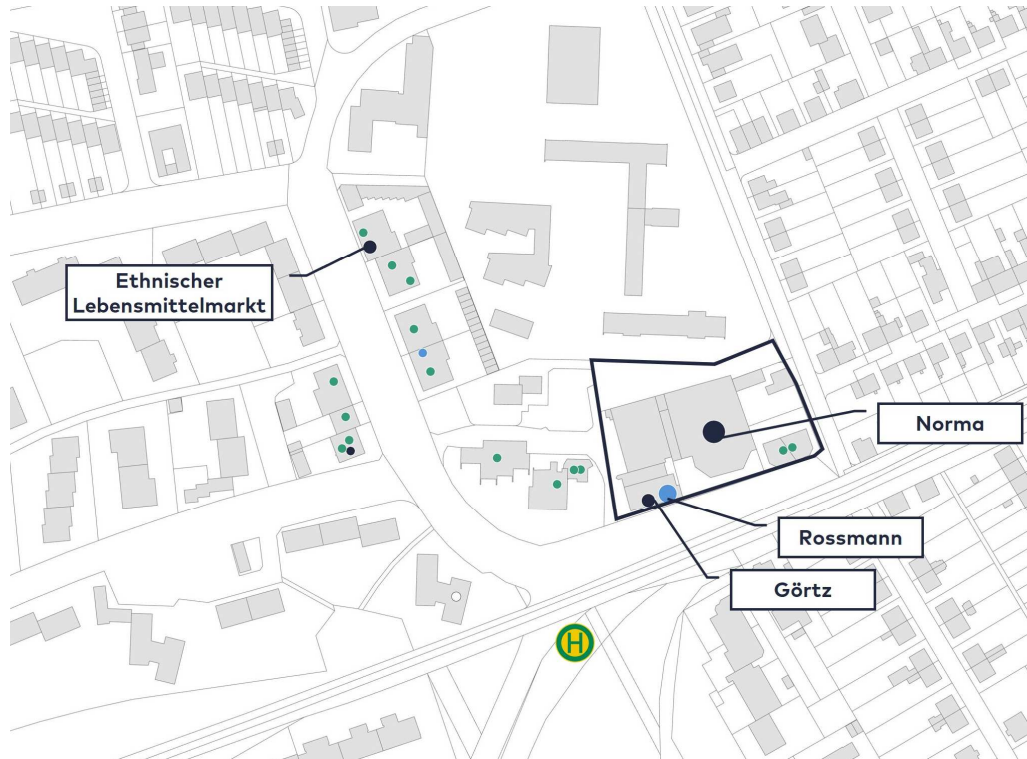 Ethnischer
Lebensmittelmarkt
Norma
Rossmann
Görtz
H